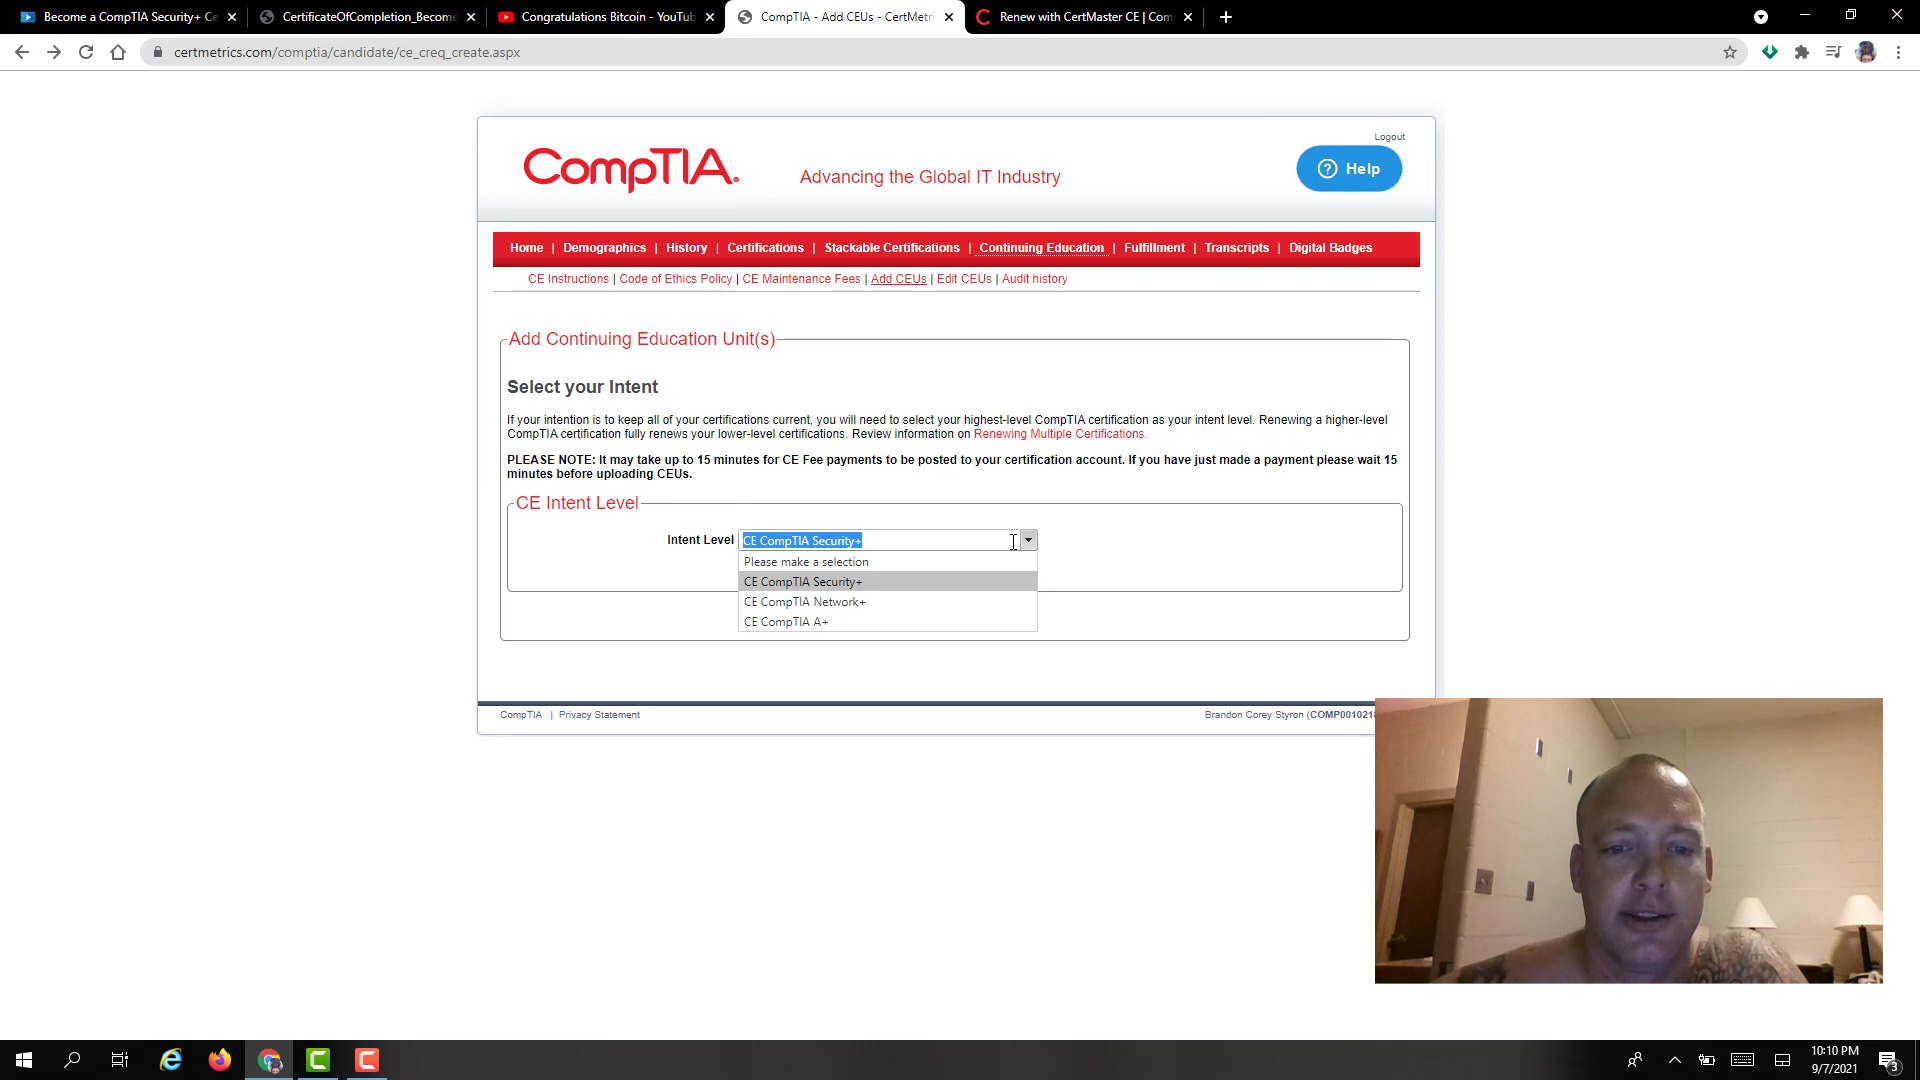 Become a CompTIA Security+ Ce
CertificateOfCompletion_Become
Congratulations Bitcoin - YouTub
CompTIA - Add CEUs - CertMetri
Renew with CertMaster CE | Com
certmetrics.com/comptia/candidate/ce_creq_create.aspx
Logout
CompTIA.
Advancing the Global IT Industry
Help
Home | Demographics | History | Certifications | Stackable Certifications | Continuing Education | Fulfillment | Transcripts | Digital Badges
CE Instructions | Code of Ethics Policy | CE Maintenance Fees | Add CEUs | Edit CEUs | Audit history
Add Continuing Education Unit(s)
Select your Intent
If your intention is to keep all of your certifications current, you will need to select your highest-level CompTIA certification as your intent level. Renewing a higher-level
CompTIA certification fully renews your lower-level certifications. Review information on Renewing Multiple Certifications.
PLEASE NOTE: It may take up to 15 minutes for CE Fee payments to be posted to your certification account. If you have just made a payment please wait 15
minutes before uploading CEUs.
CE Intent Level
Intent Level CE CompTIA Security+
Please make a selection
CE CompTIA Security+
CE CompTIA Network+
CE CompTIA A+
CompTIA | Privacy Statement
Brandon Corey Styron (COMP0010218
10:10 PM
9/7/2021
3